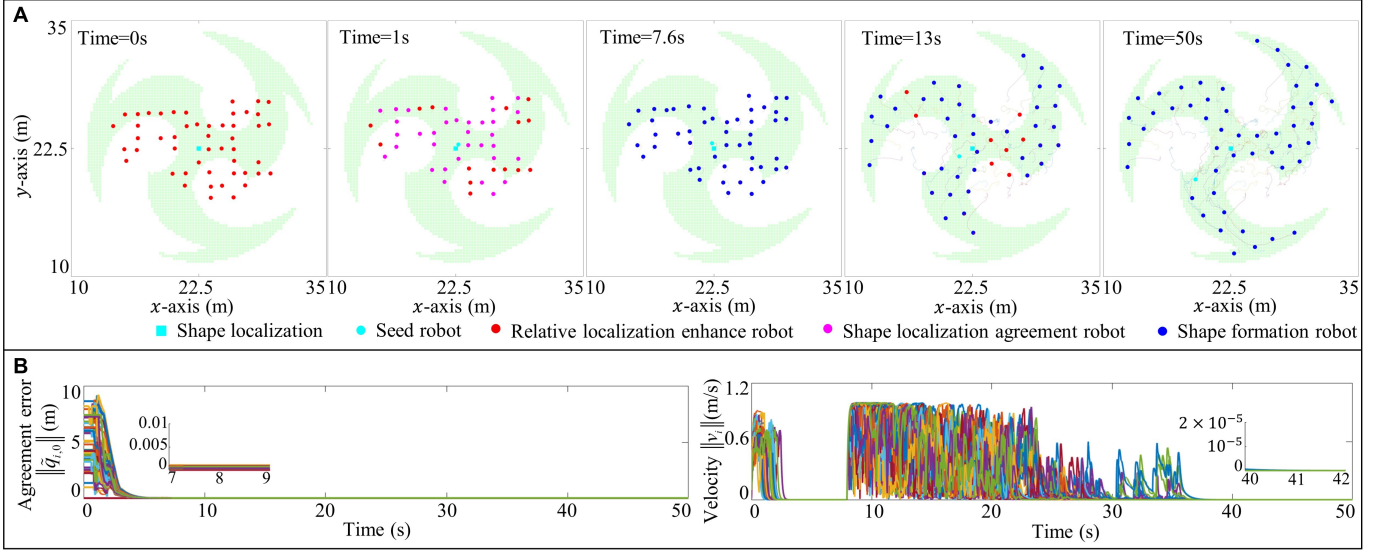 A
35
22.5
10
y-axis (m)
Time=0s
Time=1s
Time=7.6s
Time=13s
Time=50s
10 22.5 35
10 22.5 35
10 22.5 35
10 22.5 35
10 22.5 35
x-axis (m)
x-axis (m)
x-axis (m)
x-axis (m)
x-axis (m)
Shape localization
Seed robot
Relative localization enhance robot
Shape localization agreement robot
Shape formation robot
B
Agreement error
‖q̃ᵢ,₀‖ (m)
10
5
0
0.01
0.005
0
7 8 9
0 10 20 30 40 50
Time (s)
Velocity ‖vᵢ‖(m/s)
1.2
0.6
0
2 × 10⁻⁵
10⁻⁵
0
40 41 42
0 10 20 30 40 50
Time (s)